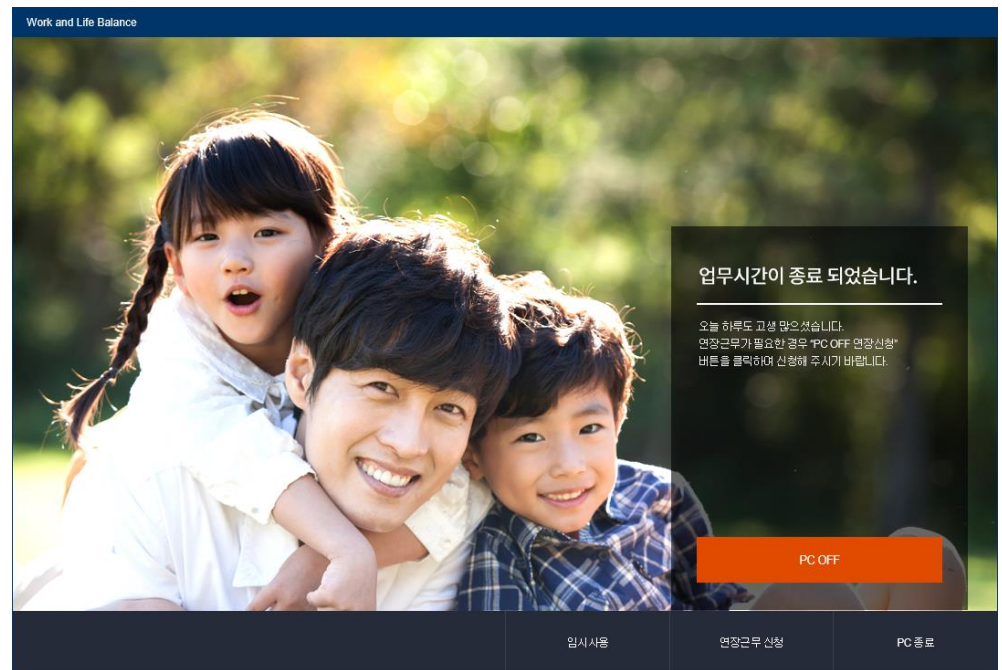 Work and Life Balance
업무시간이 종료 되었습니다.
오늘 하루도 고생 많으셨습니다.
연장근무가 필요한 경우 "PC OFF 연장신청"
버튼을 클릭하여 신청해 주시기 바랍니다.
PC OFF
임시사용
연장근무 신청
PC 종료